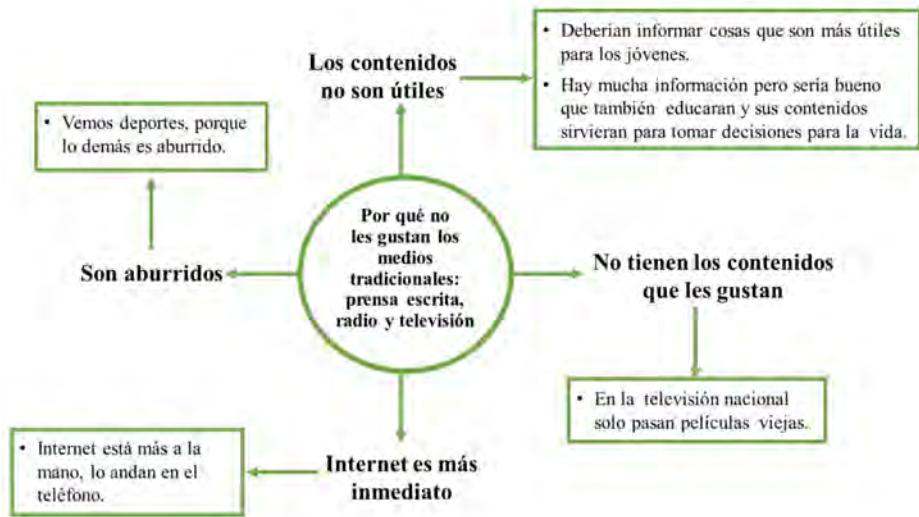 Los contenidos
no son útiles
• Deberian informar cosas que son más útiles
para los jóvenes.
• Hay mucha información pero sería bueno
que también educaran y sus contenidos
sirvieran para tomar decisiones para la vida.
• Vemos deportes, porque
lo demás es aburrido.
Por qué no
les gustan los
medios
tradicionales:
prensa escrita,
radio y televisión
Son aburridos
No tienen los contenidos
que les gustan
• En la televisión nacional
solo pasan películas viejas.
• Internet está más a la
mano, lo andan en el
teléfono.
Internet es más
inmediato